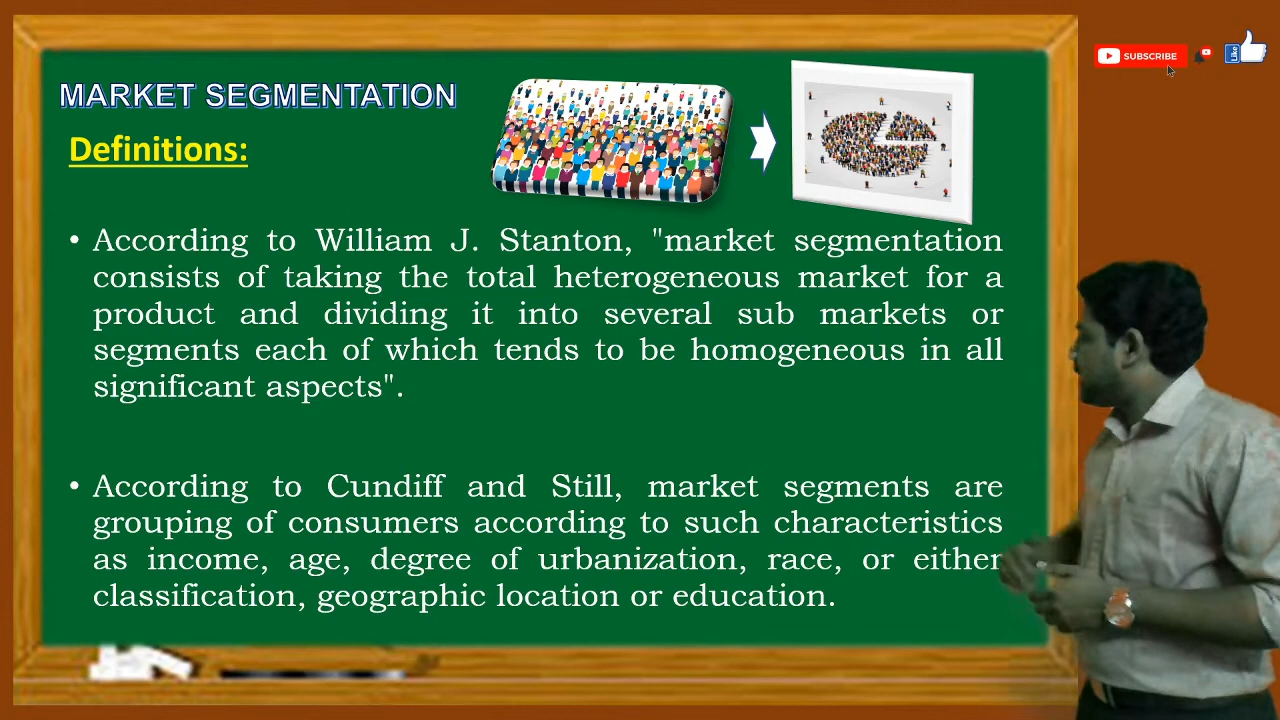 MARKET SEGMENTATION
Definitions:
• According to William J. Stanton, "market segmentation
consists of taking the total heterogeneous market for a
product and dividing it into several sub markets or
segments each of which tends to be homogeneous in all
significant aspects".
• According to Cundiff and Still, market segments are
grouping of consumers according to such characteristics
as income, age, degree of urbanization, race, or either
classification, geographic location or education.
SUBSCRIBE
Like